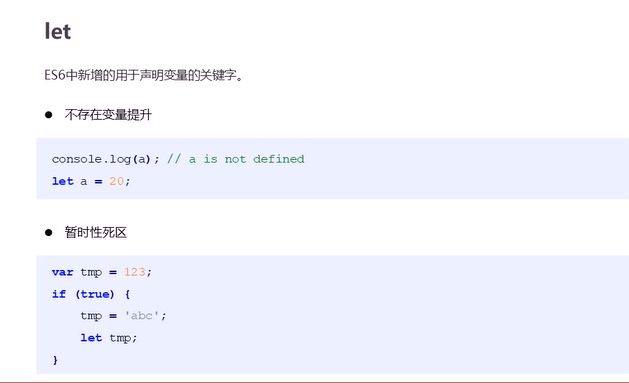 let
ES6中新增的用于声明变量的关键字。
● 不存在变量提升
console.log(a); // a is not defined
let a = 20;
● 暂时性死区
var tmp = 123;
if (true) {
    tmp = 'abc';
    let tmp;
}